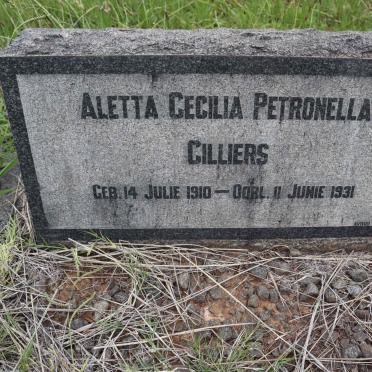 ALETTA CECILIA PETRONELLA
CILLIERS
GEB. 14 JULIE 1910 — OORL. 11 JUNIE 1931